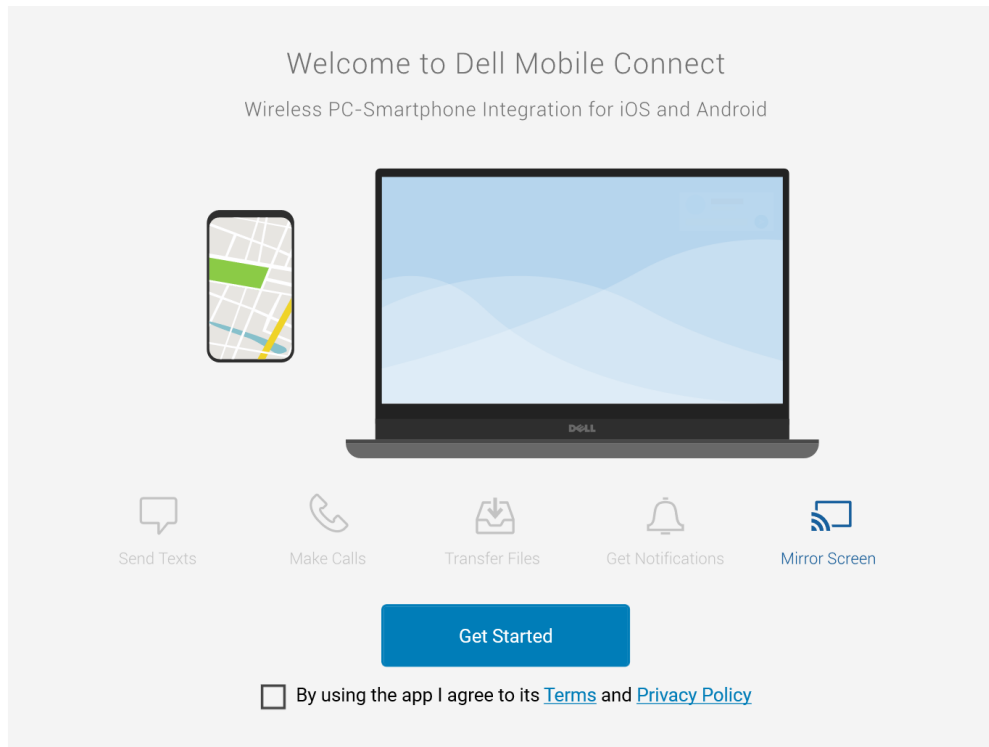 Welcome to Dell Mobile Connect
Wireless PC-Smartphone Integration for iOS and Android
DELL
Send Texts
Make Calls
Transfer Files
Get Notifications
Mirror Screen
Get Started
By using the app I agree to its Terms and Privacy Policy